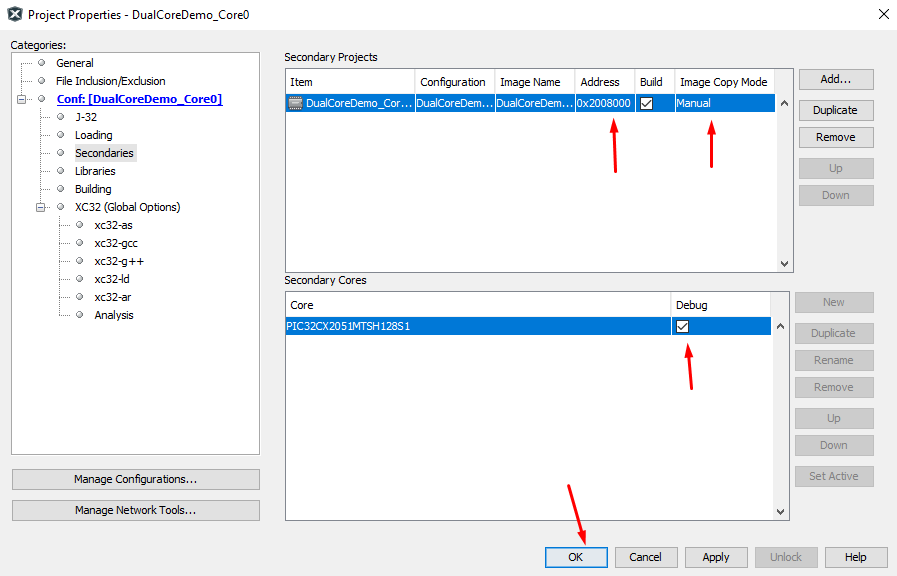 Project Properties - DualCoreDemo_Core0
Categories:
General
File Inclusion/Exclusion
Conf: [DualCoreDemo_Core0]
J-32
Loading
Secondaries
Libraries
Building
XC32 (Global Options)
xc32-as
xc32-gcc
xc32-g++
xc32-ld
xc32-ar
Analysis
Manage Configurations...
Manage Network Tools...
Secondary Projects
Item Configuration Image Name Address Build Image Copy Mode
DualCoreDemo_Cor... DualCoreDem... DualCoreDem... 0x2008000 Manual
Add...
Duplicate
Remove
Up
Down
Secondary Cores
Core Debug
PIC32CX2051MTSH128S1
New
Duplicate
Rename
Remove
Up
Down
Set Active
OK Cancel Apply Unlock Help